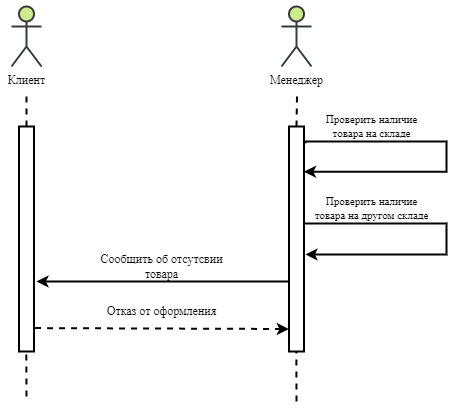 Клиент
Менеджер
Проверить наличие
товара на складе
Проверить наличие
товара на другом складе
Сообщить об отсутсвии
товара
Отказ от оформления